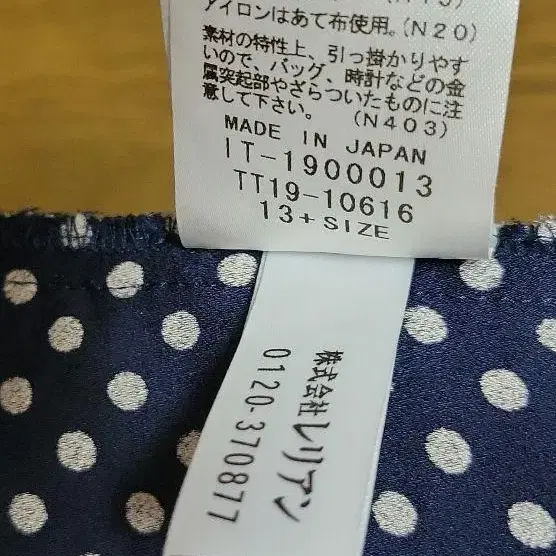 アイロンはあて布使用。(N20)
素材の特性上、引っ掛かりやす
いので、バッグ、時計などの金
属突起部やざらついたものに注
意して下さい。 (N403)
MADE IN JAPAN
IT-1900013
TT19-10616
13+SIZE
株式会社レリアン
0120-370877